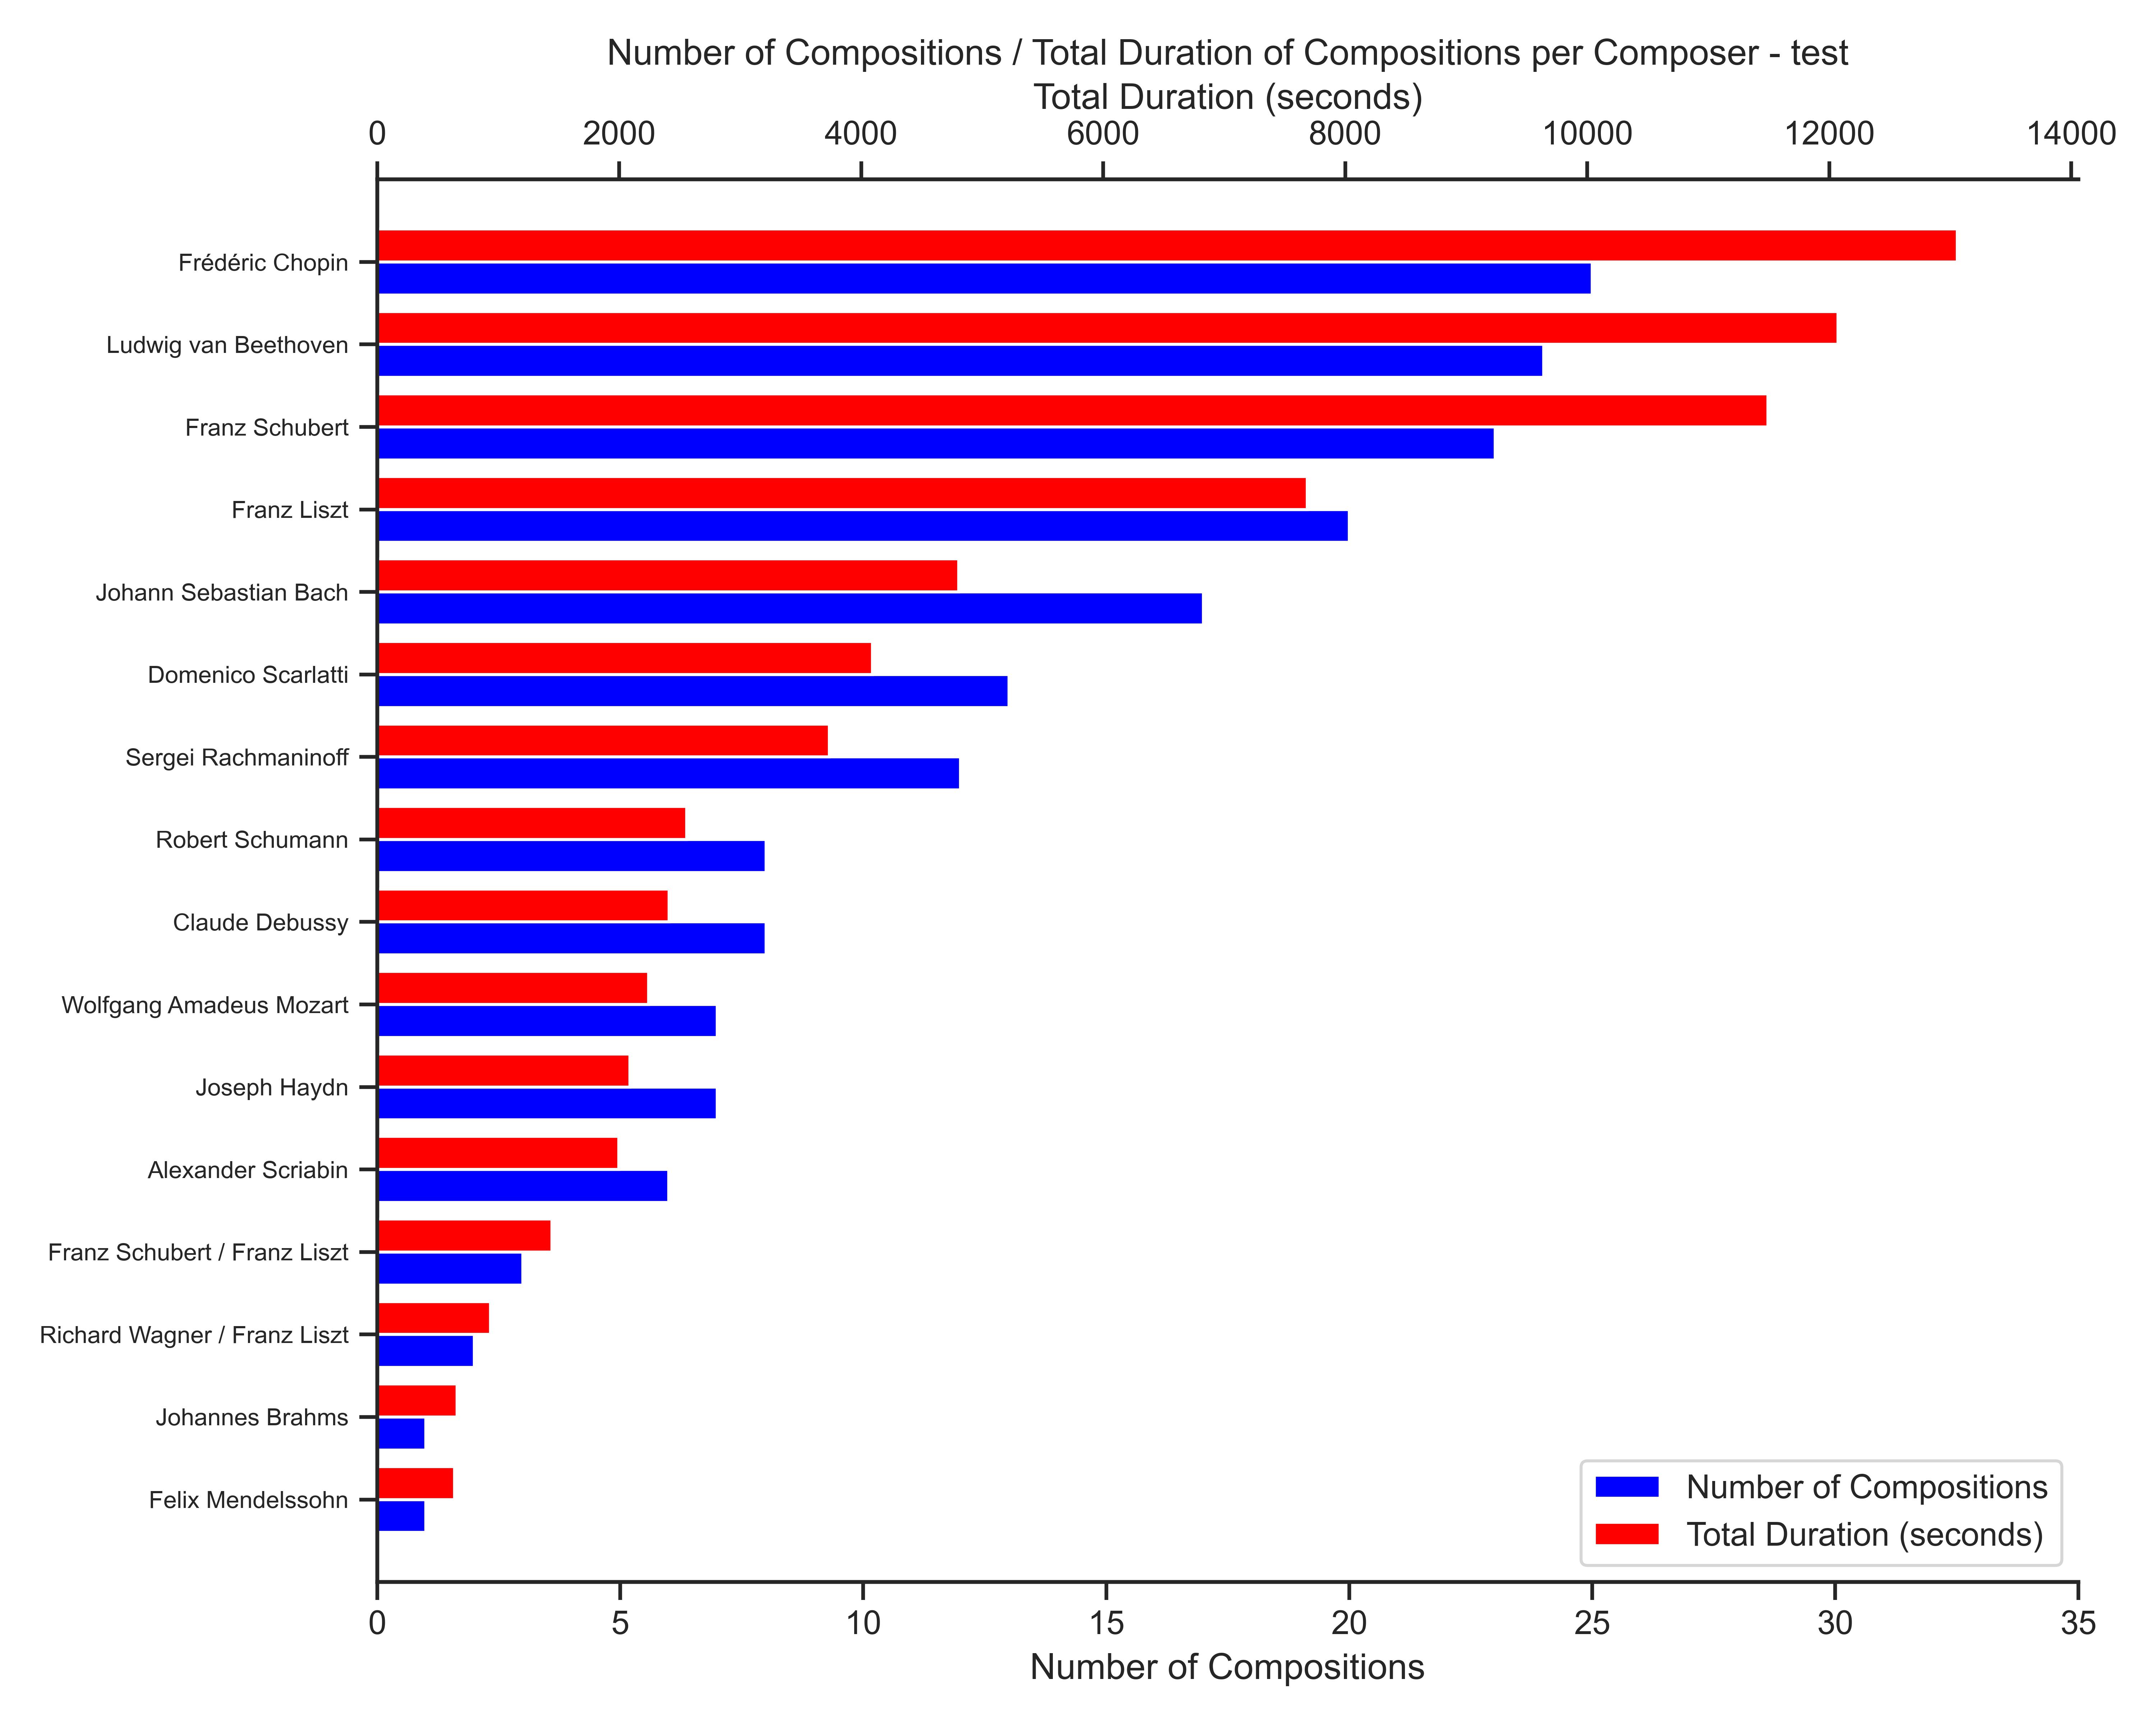 Number of Compositions / Total Duration of Compositions per Composer - test
Total Duration (seconds)
0 2000 4000 6000 8000 10000 12000 14000
Frédéric Chopin
Ludwig van Beethoven
Franz Schubert
Franz Liszt
Johann Sebastian Bach
Domenico Scarlatti
Sergei Rachmaninoff
Robert Schumann
Claude Debussy
Wolfgang Amadeus Mozart
Joseph Haydn
Alexander Scriabin
Franz Schubert / Franz Liszt
Richard Wagner / Franz Liszt
Johannes Brahms
Felix Mendelssohn
Number of Compositions
Total Duration (seconds)
0 5 10 15 20 25 30 35
Number of Compositions